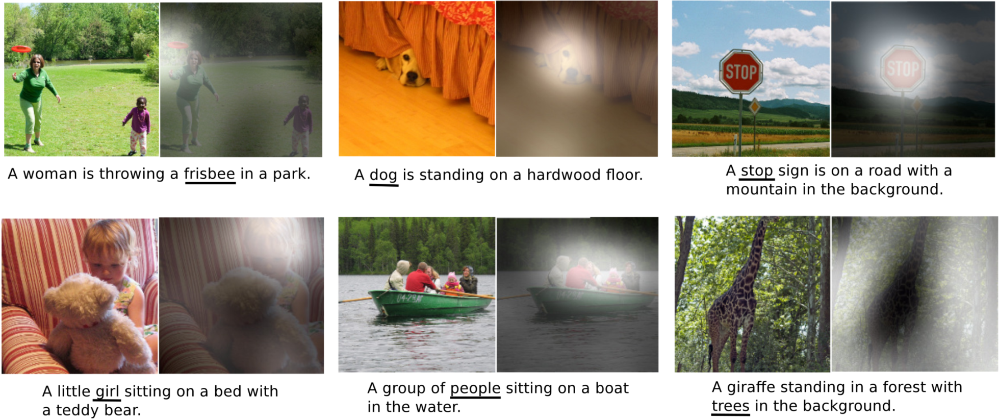 STOP
STOP
A woman is throwing a frisbee in a park.
A dog is standing on a hardwood floor.
A stop sign is on a road with a
mountain in the background.
A little girl sitting on a bed with
a teddy bear.
A group of people sitting on a boat
in the water.
A giraffe standing in a forest with
trees in the background.